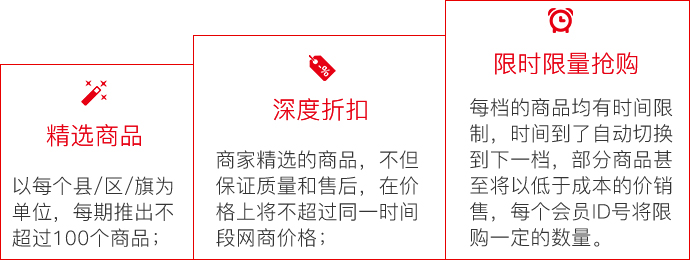 精选商品
以每个县/区/旗为
单位，每期推出不
超过100个商品；
深度折扣
商家精选的商品，不但
保证质量和售后，在价
格上将不超过同一时间
段网商价格；
限时限量抢购
每档的商品均有时间限
制，时间到了自动切换
到下一档，部分商品甚
至将以低于成本的价销
售，每个会员ID号将限
购一定的数量。